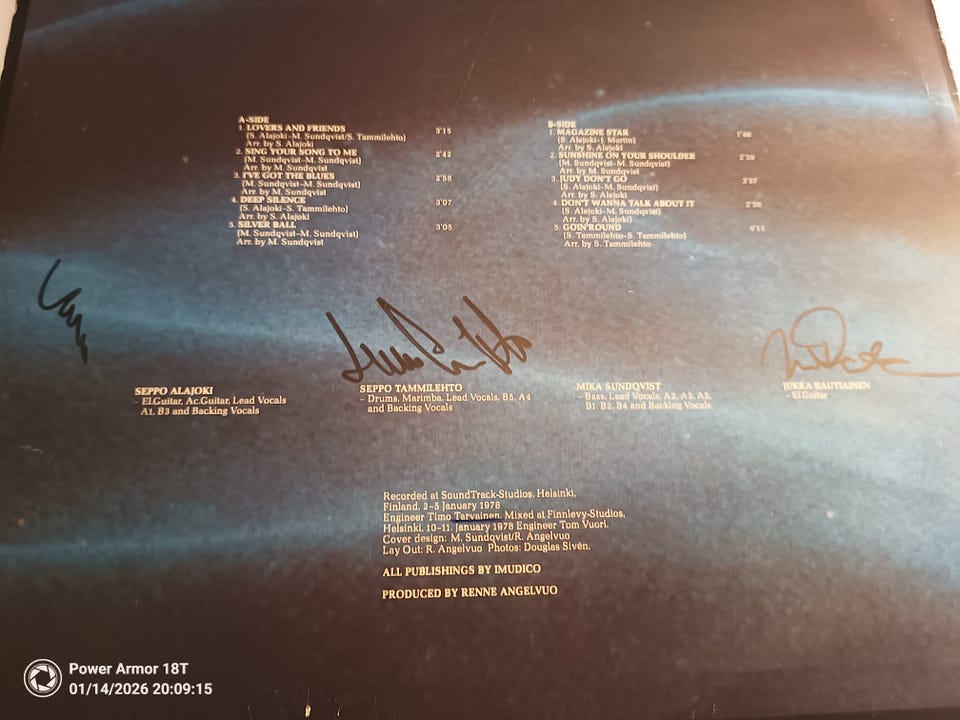 A-SIDE
1. LOVERS AND FRIENDS 3'15
(S. Alajoki-M. Sundqvist/S. Tammilehto)
Arr. by S. Alajoki
2. SING YOUR SONG TO ME 2'42
(M. Sundqvist-M. Sundqvist)
Arr. by M. Sundqvist
3. I'VE GOT THE BLUES 2'58
(M. Sundqvist-M. Sundqvist)
Arr. by M. Sundqvist
4. DEEP SILENCE 3'07
(S. Alajoki-S. Tammilehto)
Arr. by S. Alajoki
5. SILVER BALL 3'05
(M. Sundqvist-M. Sundqvist)
Arr. by M. Sundqvist
B-SIDE
1. MAGAZINE STAR
(S. Alajoki-J. Martin)
Arr. by S. Alajoki
2. SUNSHINE ON YOUR SHOULDER 2'39
(M. Sundqvist-M. Sundqvist)
Arr. by M. Sundqvist
3. JUDY DON'T GO 3'57
(S. Alajoki-M. Sundqvist)
Arr. by S. Alajoki
4. DON'T WANNA TALK ABOUT IT
(S. Alajoki-M. Sundqvist)
Arr. by S. Alajoki
5. GOIN'ROUND 4'11
(S. Tammilehto-S. Tammilehto)
Arr. by S. Tammilehto
SEPPO ALAJOKI
- El.Guitar, Ac.Guitar, Lead Vocals
A1, B3 and Backing Vocals
SEPPO TAMMILEHTO
- Drums, Marimba, Lead Vocals, B5, A4
and Backing Vocals
MIKA SUNDQVIST
- Bass, Lead Vocals, A2, A3, A5,
B1, B2, B4 and Backing Vocals
JUKKA RAUTIAINEN
- El.Guitar
Recorded at SoundTrack-Studios, Helsinki,
Finland, 2-5 January 1978
Engineer Timo Tarvainen. Mixed at Finnlevy-Studios,
Helsinki, 10-11. January 1978 Engineer Tom Vuori.
Cover design: M. Sundqvist/R. Angelvuo
Lay Out: R. Angelvuo Photos: Douglas Sivén.
ALL PUBLISHINGS BY IMUDICO
PRODUCED BY RENNE ANGELVUO
Power Armor 18T
01/14/2026 20:09:15